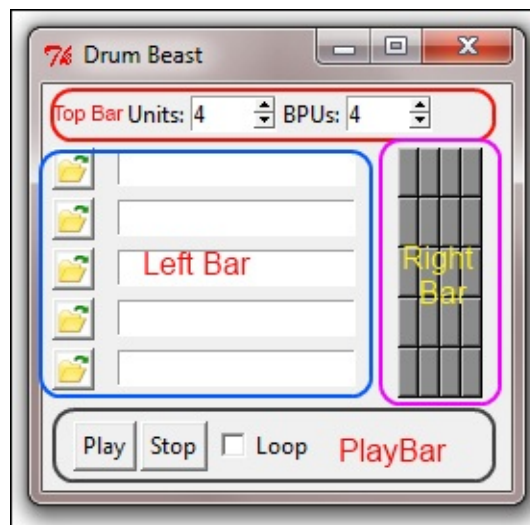 Drum Beast
Top Bar Units: 4 BPUs: 4
Left Bar
Right
Bar
Play Stop Loop PlayBar